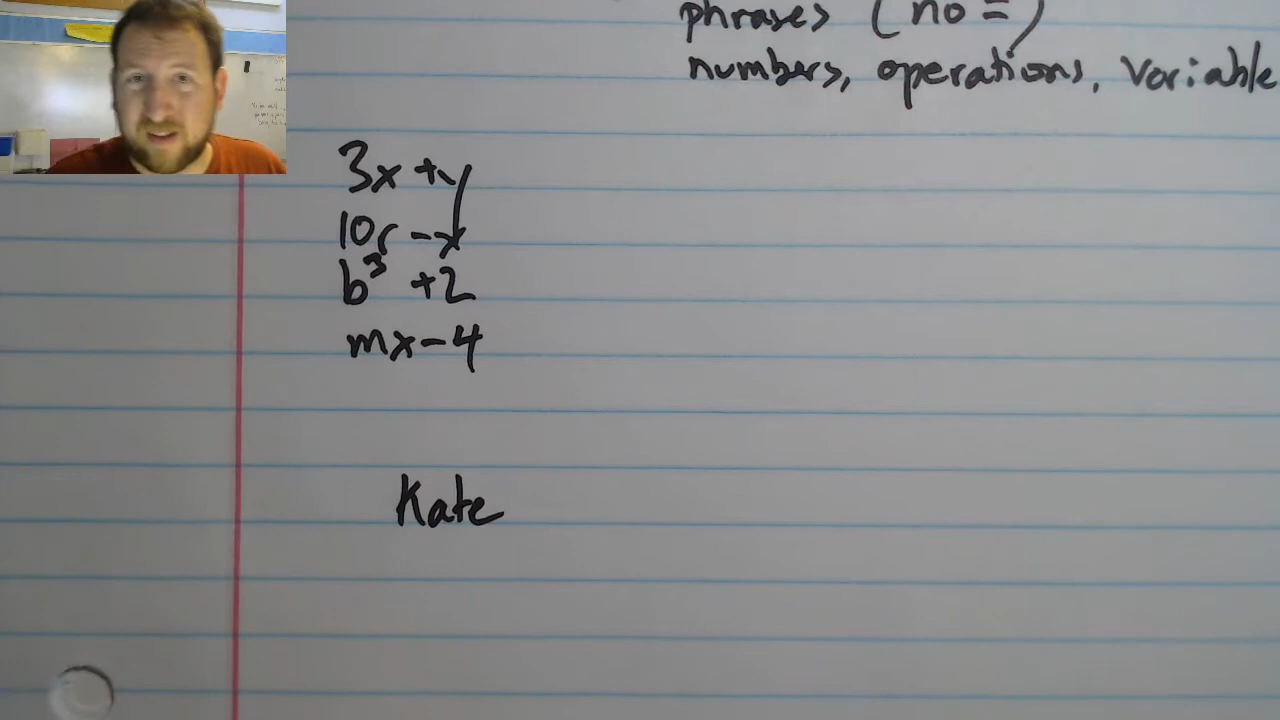 phrases (no =)
numbers, operations, variable
3x + y
10r - x
b³ + 2
mx - 4
Kate